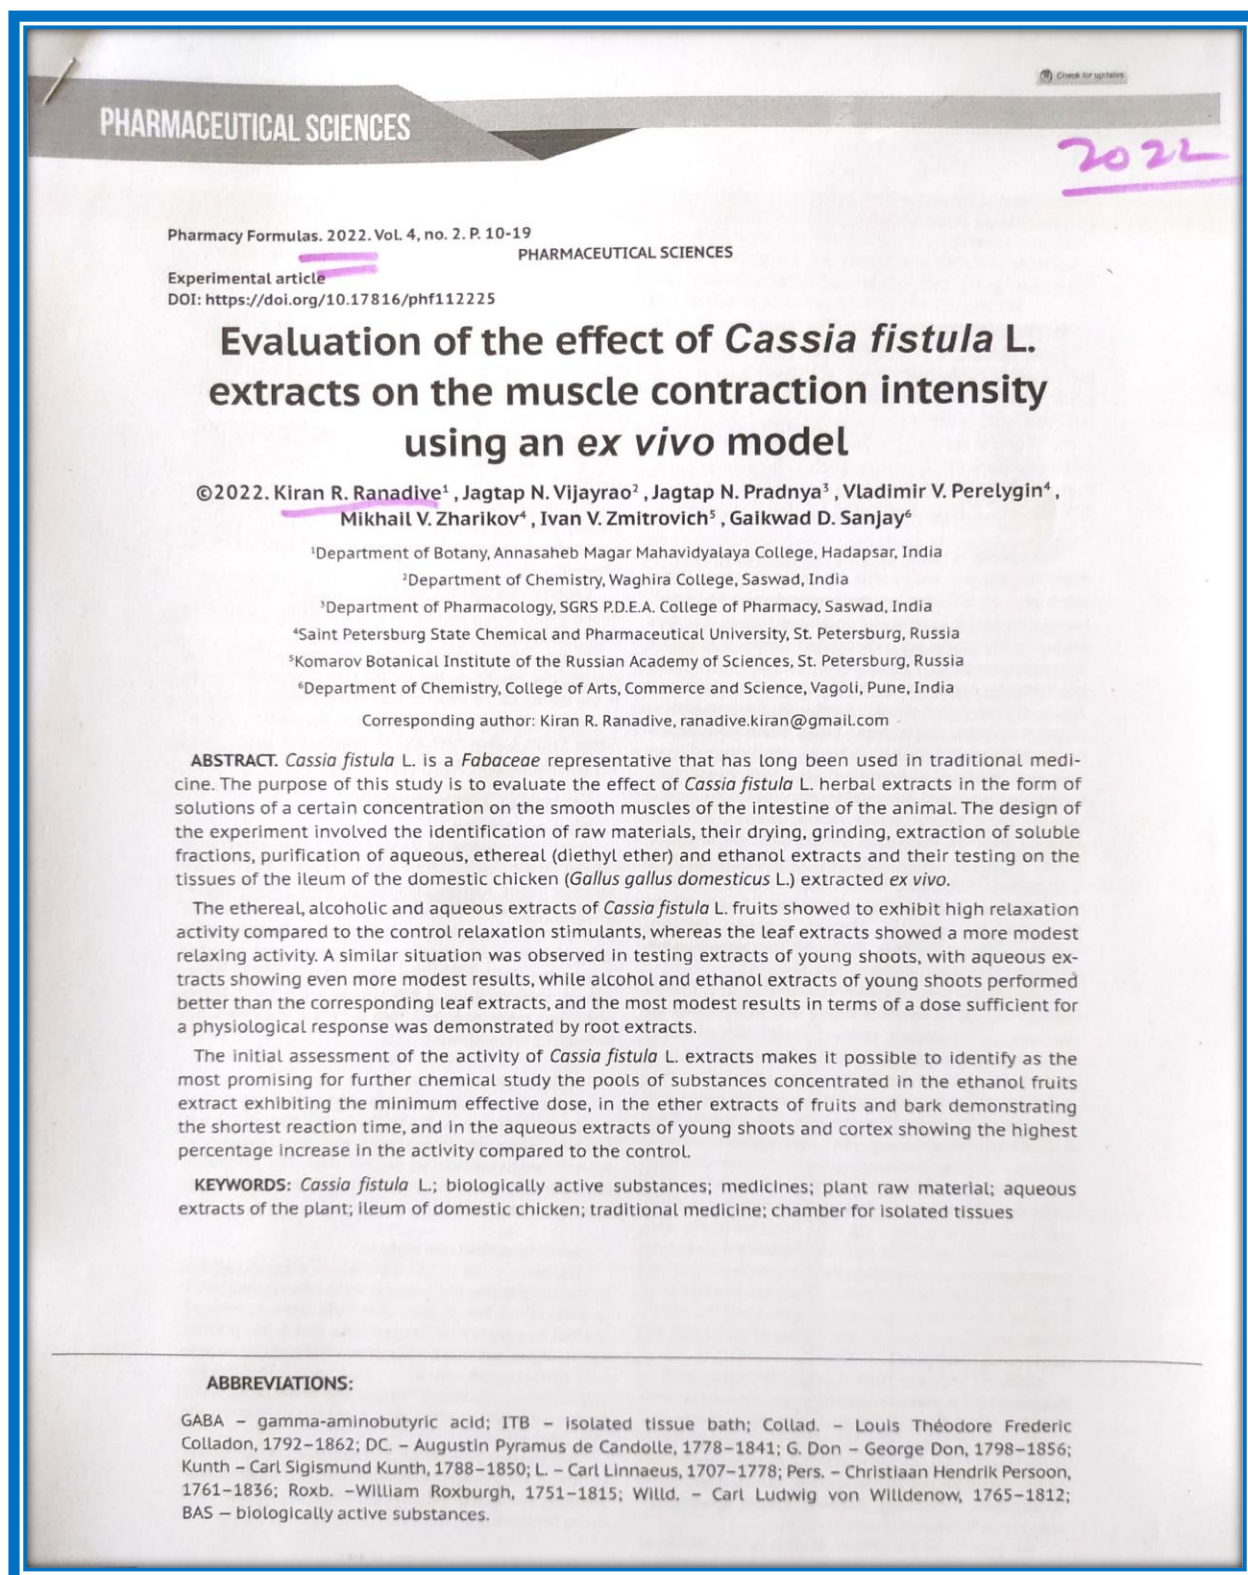 Check for updates
PHARMACEUTICAL SCIENCES
2022
Pharmacy Formulas. 2022. Vol. 4, no. 2. P. 10-19
PHARMACEUTICAL SCIENCES
Experimental article
DOI: https://doi.org/10.17816/phf112225
Evaluation of the effect of Cassia fistula L.
extracts on the muscle contraction intensity
using an ex vivo model
©2022. Kiran R. Ranadive¹ , Jagtap N. Vijayrao² , Jagtap N. Pradnya³ , Vladimir V. Perelygin⁴ ,
Mikhail V. Zharikov⁴ , Ivan V. Zmitrovich⁵ , Gaikwad D. Sanjay⁶
¹Department of Botany, Annasaheb Magar Mahavidyalaya College, Hadapsar, India
²Department of Chemistry, Waghira College, Saswad, India
³Department of Pharmacology, SGRS P.D.E.A. College of Pharmacy, Saswad, India
⁴Saint Petersburg State Chemical and Pharmaceutical University, St. Petersburg, Russia
⁵Komarov Botanical Institute of the Russian Academy of Sciences, St. Petersburg, Russia
⁶Department of Chemistry, College of Arts, Commerce and Science, Vagoli, Pune, India
Corresponding author: Kiran R. Ranadive, ranadive.kiran@gmail.com
ABSTRACT. Cassia fistula L. is a Fabaceae representative that has long been used in traditional medi-
cine. The purpose of this study is to evaluate the effect of Cassia fistula L. herbal extracts in the form of
solutions of a certain concentration on the smooth muscles of the intestine of the animal. The design of
the experiment involved the identification of raw materials, their drying, grinding, extraction of soluble
fractions, purification of aqueous, ethereal (diethyl ether) and ethanol extracts and their testing on the
tissues of the ileum of the domestic chicken (Gallus gallus domesticus L.) extracted ex vivo.
The ethereal, alcoholic and aqueous extracts of Cassia fistula L. fruits showed to exhibit high relaxation
activity compared to the control relaxation stimulants, whereas the leaf extracts showed a more modest
relaxing activity. A similar situation was observed in testing extracts of young shoots, with aqueous ex-
tracts showing even more modest results, while alcohol and ethanol extracts of young shoots performed
better than the corresponding leaf extracts, and the most modest results in terms of a dose sufficient for
a physiological response was demonstrated by root extracts.
The initial assessment of the activity of Cassia fistula L. extracts makes it possible to identify as the
most promising for further chemical study the pools of substances concentrated in the ethanol fruits
extract exhibiting the minimum effective dose, in the ether extracts of fruits and bark demonstrating
the shortest reaction time, and in the aqueous extracts of young shoots and cortex showing the highest
percentage increase in the activity compared to the control.
KEYWORDS: Cassia fistula L.; biologically active substances; medicines; plant raw material; aqueous
extracts of the plant; ileum of domestic chicken; traditional medicine; chamber for isolated tissues
ABBREVIATIONS:
GABA – gamma-aminobutyric acid; ITB – isolated tissue bath; Collad. – Louis Théodore Frederic
Colladon, 1792–1862; DC. – Augustin Pyramus de Candolle, 1778–1841; G. Don – George Don, 1798–1856;
Kunth – Carl Sigismund Kunth, 1788–1850; L. – Carl Linnaeus, 1707–1778; Pers. – Christiaan Hendrik Persoon,
1761–1836; Roxb. –William Roxburgh, 1751–1815; Willd. – Carl Ludwig von Willdenow, 1765–1812;
BAS – biologically active substances.